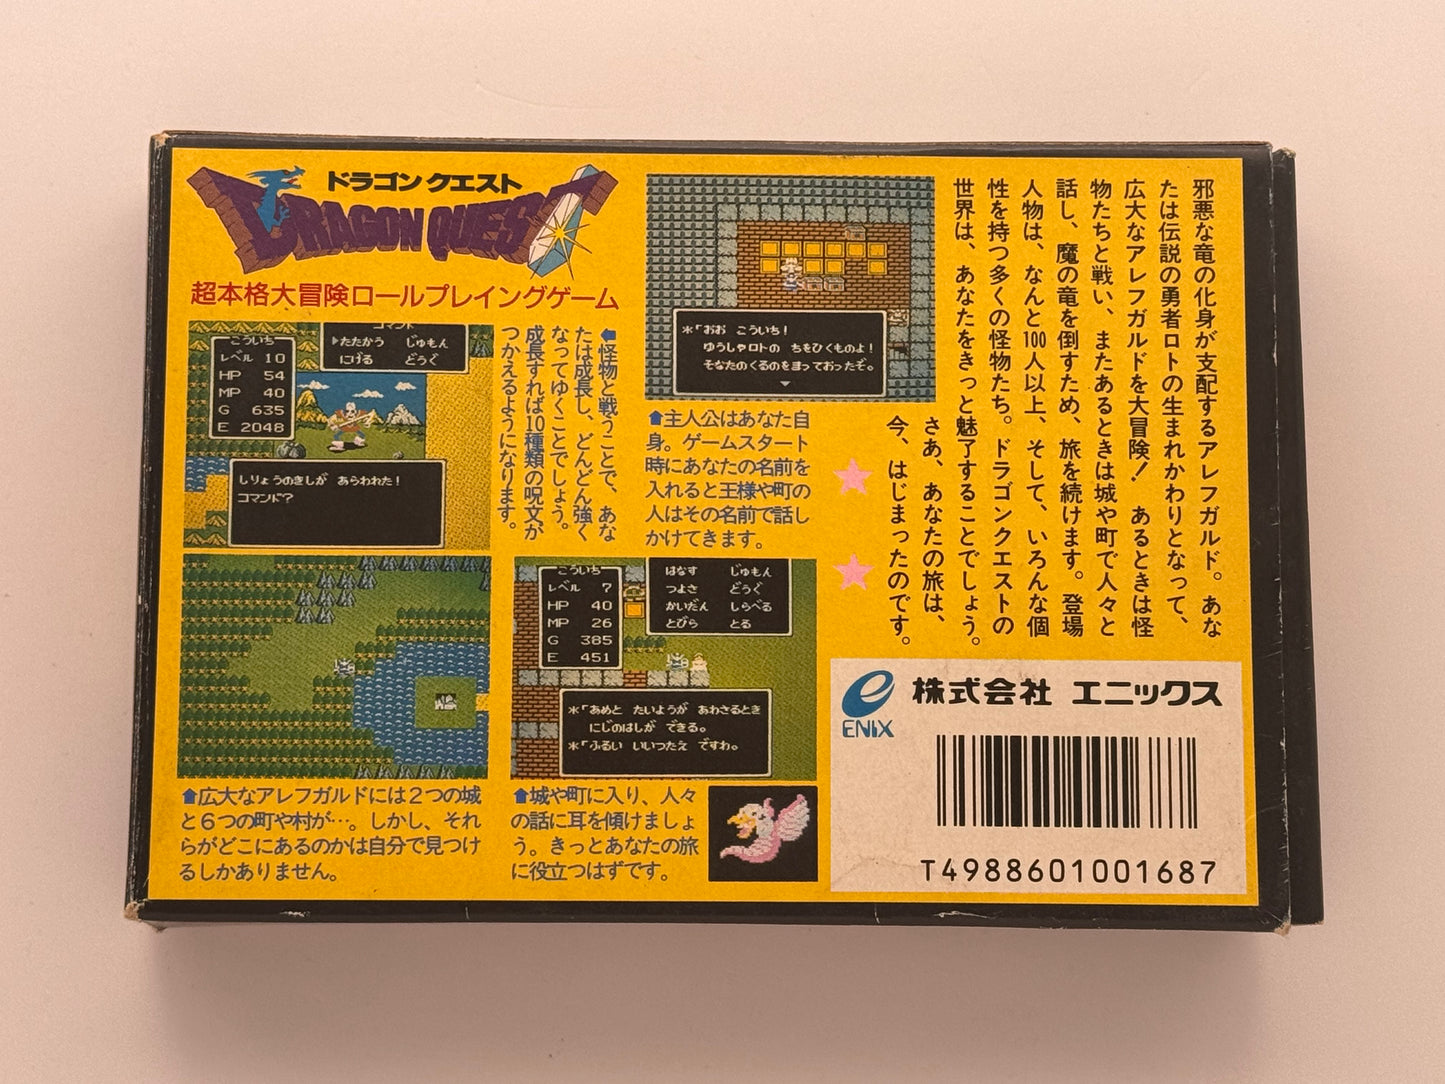 ドラゴン クエスト
DRAGON QUEST
超本格大冒険ロールプレイングゲーム
コマンド
▶たたかう じゅもん
にげる どうぐ
こういち
レベル 10
HP 54
MP 40
G 635
E 2048
しりょうのきしが あらわれた!
コマンド?
⬅怪物と戦うことで、あな
たは成長し、どんどん強く
なってゆくことでしょう。
成長すれば10種類の呪文が
つかえるようになります。
*「おお こういち!
ゆうしゃロトの ちをひくものよ!
そなたのくるのをまっておったぞ。
⬆主人公はあなた自
身。ゲームスタート
時にあなたの名前を
入れると王様や町の
人はその名前で話し
かけてきます。
邪悪な竜の化身が支配するアレフガルド。あな
たは伝説の勇者ロトの生まれかわりとなって、
広大なアレフガルドを大冒険! あるときは怪
物たちと戦い、またあるときは城や町で人々と
話し、魔の竜を倒すため、旅を続けます。登場
人物は、なんと100人以上、そして、いろんな個
性を持つ多くの怪物たち。ドラゴンクエストの
世界は、あなたをきっと魅了することでしょう。
さあ、あなたの旅は、
今、はじまったのです。
⬆広大なアレフガルドには2つの城
と6つの町や村が…。しかし、それ
らがどこにあるのかは自分で見つけ
るしかありません。
こういち
レベル 7
HP 40
MP 26
G 385
E 451
はなす じゅもん
つよさ どうぐ
かいだん しらべる
とびら とる
*「あめと たいようが あわさるとき
にじのはしが できる。
*「ふるい いいつたえ ですわ。
⬆城や町に入り、人々
の話に耳を傾けましょ
う。きっとあなたの旅
に役立つはずです。
ENIX
株式会社 エニックス
T4988601001687